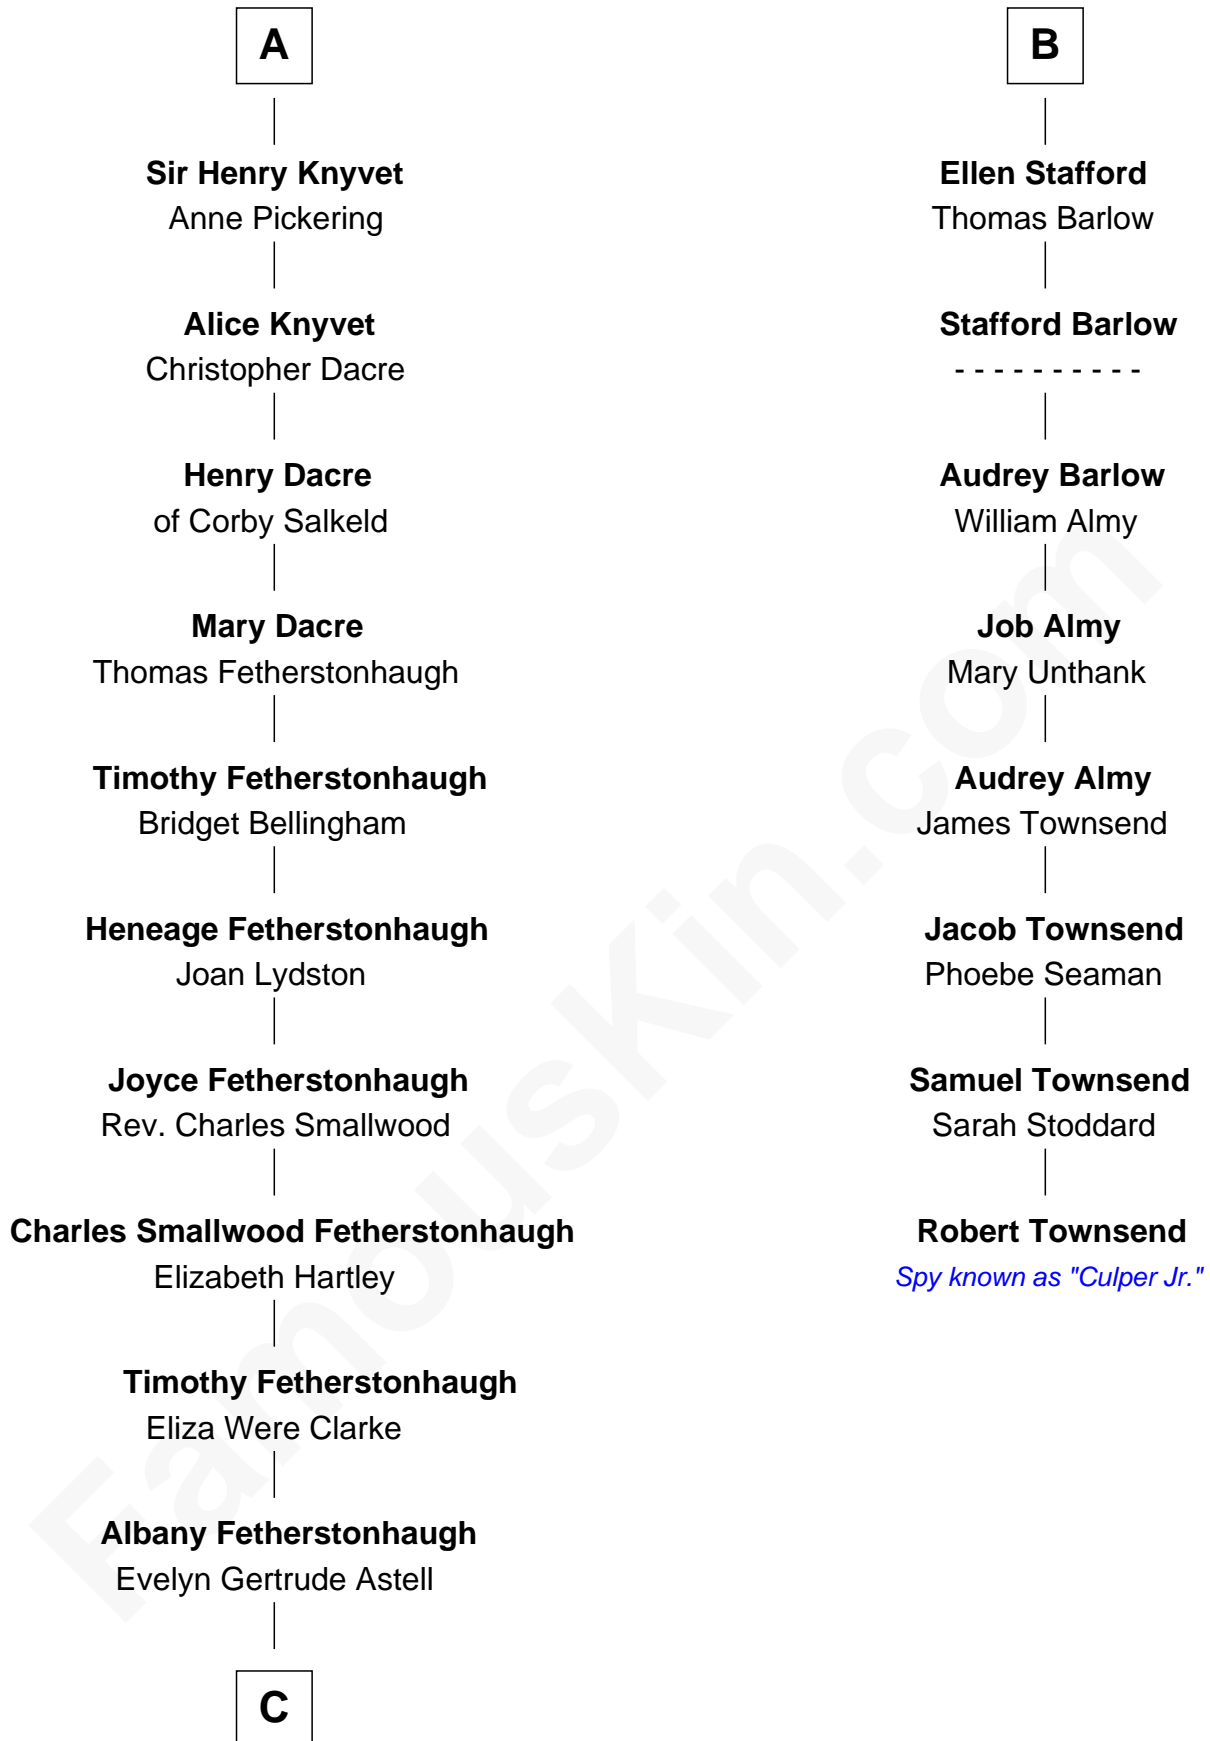 A
Sir Henry Knyvet
Anne Pickering
Alice Knyvet
Christopher Dacre
Henry Dacre
of Corby Salkeld
Mary Dacre
Thomas Fetherstonhaugh
Timothy Fetherstonhaugh
Bridget Bellingham
Heneage Fetherstonhaugh
Joan Lydston
Joyce Fetherstonhaugh
Rev. Charles Smallwood
Charles Smallwood Fetherstonhaugh
Elizabeth Hartley
Timothy Fetherstonhaugh
Eliza Were Clarke
Albany Fetherstonhaugh
Evelyn Gertrude Astell
C
B
Ellen Stafford
Thomas Barlow
Stafford Barlow
- - - - - - - - - -
Audrey Barlow
William Almy
Job Almy
Mary Unthank
Audrey Almy
James Townsend
Jacob Townsend
Phoebe Seaman
Samuel Townsend
Sarah Stoddard
Robert Townsend
Spy known as "Culper Jr."
FamousKin.com